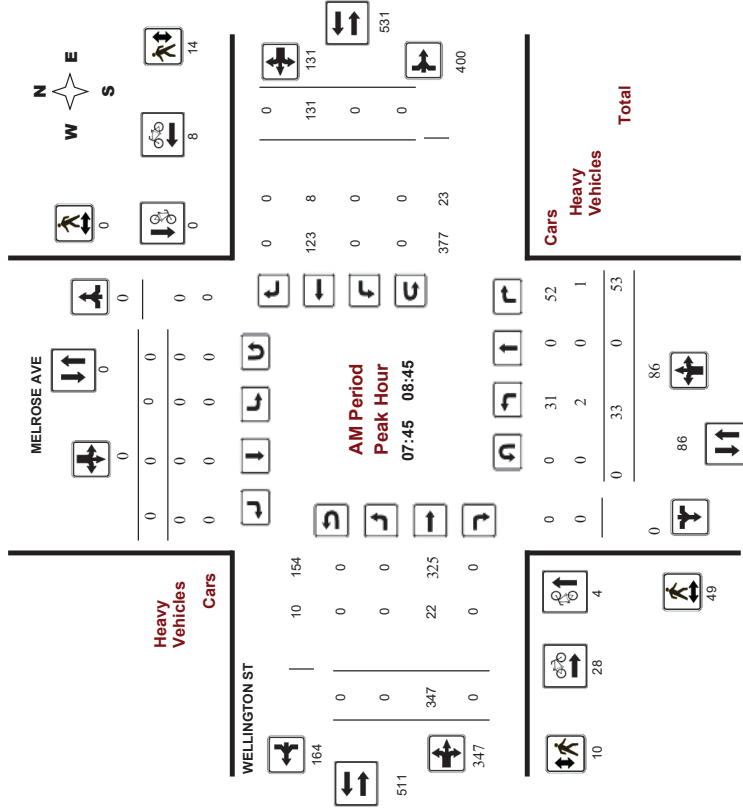 N
W E
S
14
8
0
0
MELROSE AVE
0
0
0
0 0 0 0
0 0 0 0 0
0 0 0 0 0
531
131
400
0 0 0
123 8 131
0 0 0
0 0 0
377 23
Heavy
Vehicles
Cars
AM Period
Peak Hour
07:45 08:45
WELLINGTON ST
164
511
347
10 154
0 0 0
0 0 0
347 22 325
0 0 0
Cars
Heavy
Vehicles
Total
0 0 31 0 52
0 0 2 0 1
0 33 0 53
0
86
86
4
28
10
49